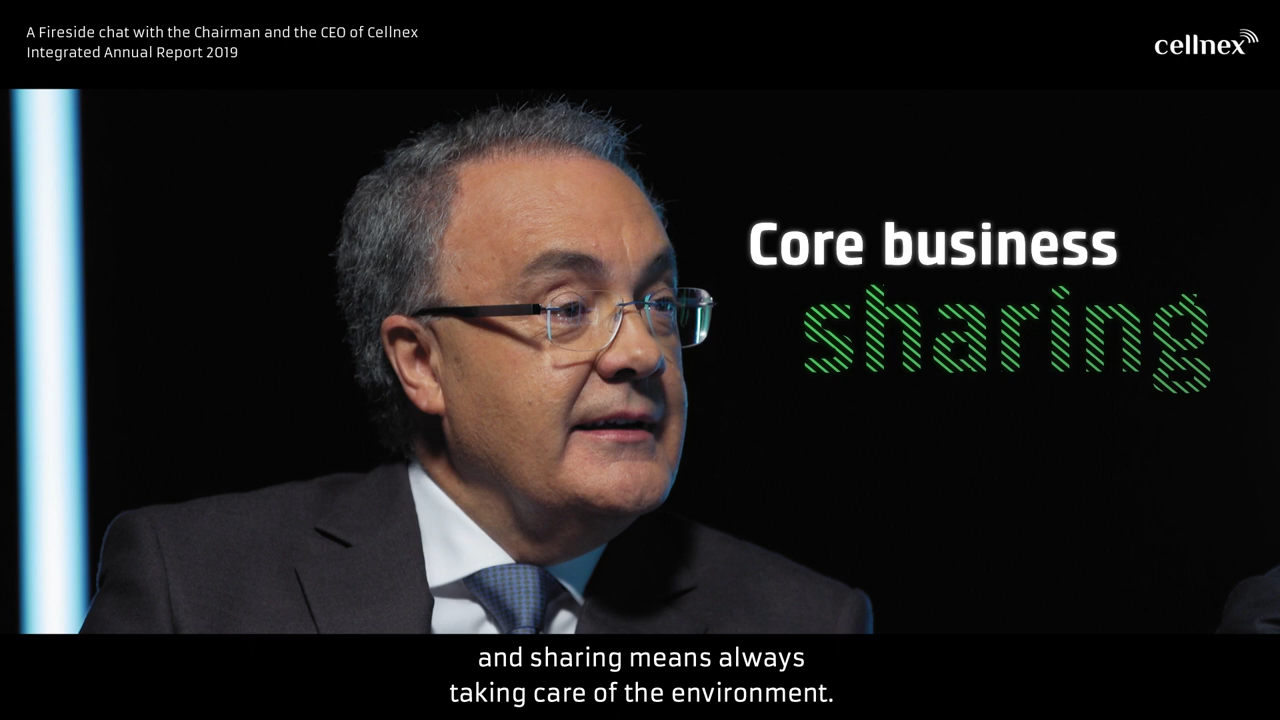 A Fireside chat with the Chairman and the CEO of Cellnex
Integrated Annual Report 2019
cellnex
Core business
sharing
and sharing means always
taking care of the environment.